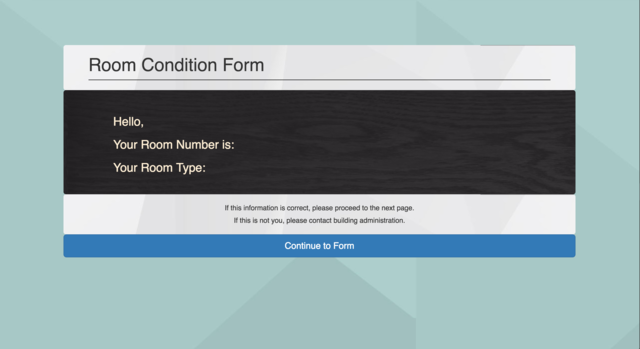 Room Condition Form
Hello,
Your Room Number is:
Your Room Type:
If this information is correct, please proceed to the next page.
If this is not you, please contact building administration.
Continue to Form